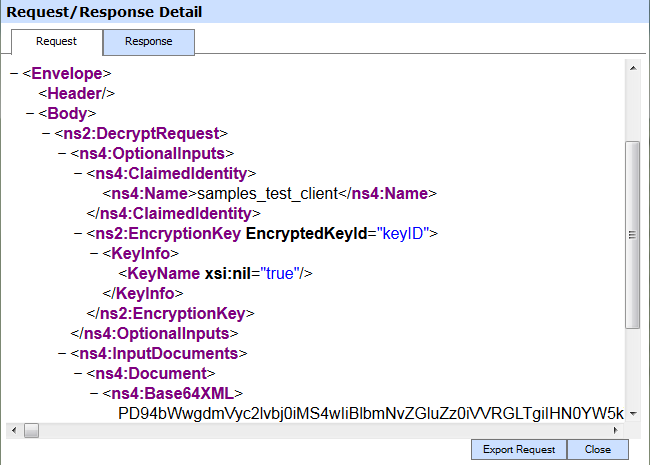 Request/Response Detail
Request Response
− <Envelope>
<Header/>
− <Body>
− <ns2:DecryptRequest>
− <ns4:OptionalInputs>
− <ns4:ClaimedIdentity>
<ns4:Name>samples_test_client</ns4:Name>
</ns4:ClaimedIdentity>
− <ns2:EncryptionKey EncryptedKeyId="keyID">
− <KeyInfo>
<KeyName xsi:nil="true"/>
</KeyInfo>
</ns2:EncryptionKey>
</ns4:OptionalInputs>
− <ns4:InputDocuments>
− <ns4:Document>
− <ns4:Base64XML>
PD94bWwgdmVyc2lvbj0iMS4wIiBlbmNvZGluZz0iVVRGLTgiIHN0YW5k
Export Request Close